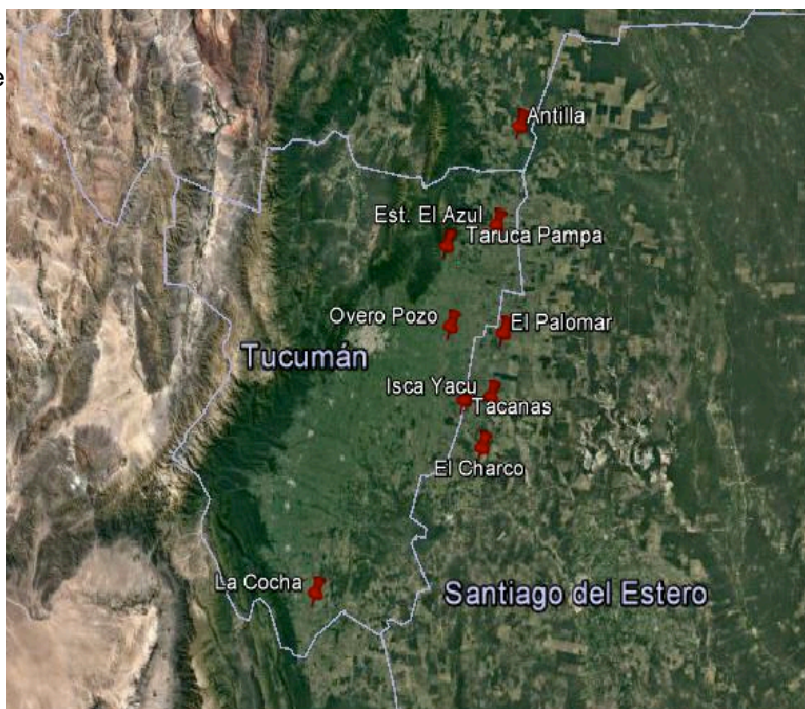 e
Antilla
Est. El Azul
Taruca Pampa
Overo Pozo
El Palomar
Tucumán
Isca Yacu
Tacanas
El Charco
La Cocha
Santiago del Estero